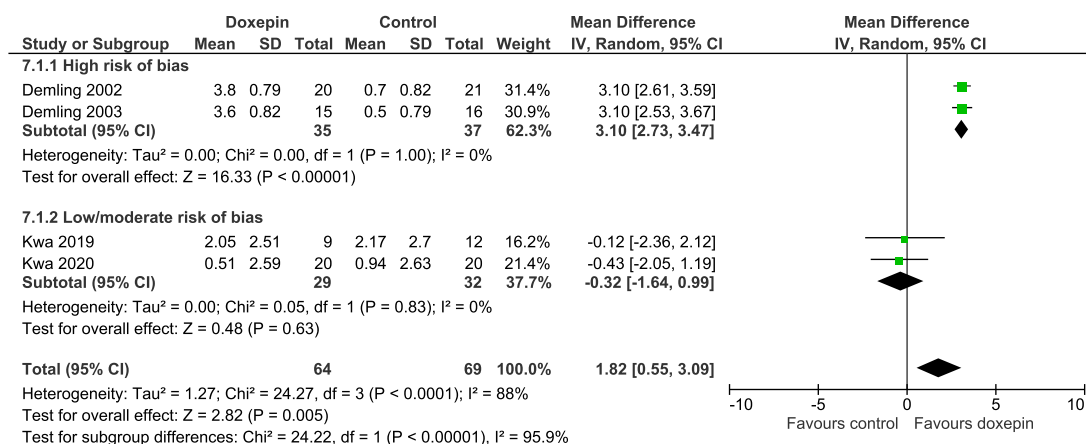 Doxepin Control Mean Difference Mean Difference
Study or Subgroup Mean SD Total Mean SD Total Weight IV, Random, 95% CI IV, Random, 95% CI
7.1.1 High risk of bias
Demling 2002 3.8 0.79 20 0.7 0.82 21 31.4% 3.10 [2.61, 3.59]
Demling 2003 3.6 0.82 15 0.5 0.79 16 30.9% 3.10 [2.53, 3.67]
Subtotal (95% CI) 35 37 62.3% 3.10 [2.73, 3.47]
Heterogeneity: Tau² = 0.00; Chi² = 0.00, df = 1 (P = 1.00); I² = 0%
Test for overall effect: Z = 16.33 (P < 0.00001)
7.1.2 Low/moderate risk of bias
Kwa 2019 2.05 2.51 9 2.17 2.7 12 16.2% -0.12 [-2.36, 2.12]
Kwa 2020 0.51 2.59 20 0.94 2.63 20 21.4% -0.43 [-2.05, 1.19]
Subtotal (95% CI) 29 32 37.7% -0.32 [-1.64, 0.99]
Heterogeneity: Tau² = 0.00; Chi² = 0.05, df = 1 (P = 0.83); I² = 0%
Test for overall effect: Z = 0.48 (P = 0.63)
Total (95% CI) 64 69 100.0% 1.82 [0.55, 3.09]
Heterogeneity: Tau² = 1.27; Chi² = 24.27, df = 3 (P < 0.0001); I² = 88%
Test for overall effect: Z = 2.82 (P = 0.005)
Test for subgroup differences: Chi² = 24.22, df = 1 (P < 0.00001), I² = 95.9%
-10 -5 0 5 10
Favours control Favours doxepin